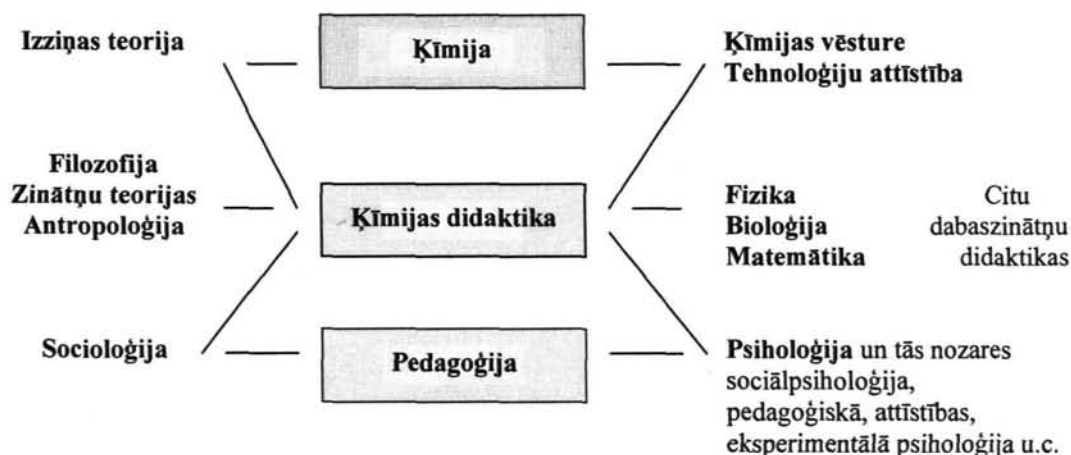 Izziņas teorija
Ķīmija
Ķīmijas vēsture
Tehnoloģiju attīstība
Filozofija
Zinātņu teorijas
Antropoloģija
Ķīmijas didaktika
Fizika Citu
Bioloģija dabaszinātņu
Matemātika didaktikas
Socioloģija
Pedagoģija
Psiholoģija un tās nozares
sociālpsiholoģija,
pedagoģiskā, attīstības,
eksperimentālā psiholoģija u.c.